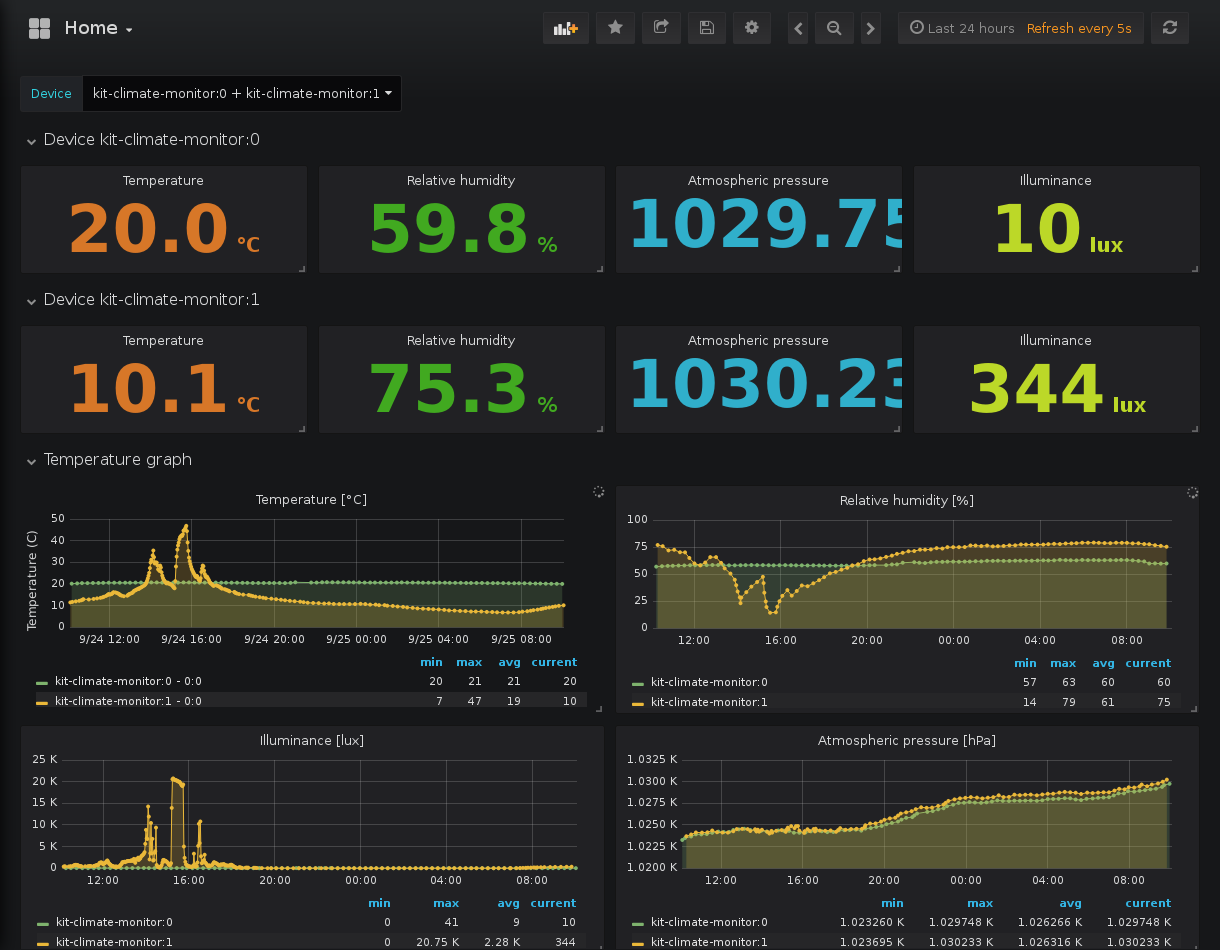 Home
Last 24 hours Refresh every 5s
Device kit-climate-monitor:0 + kit-climate-monitor:1
Device kit-climate-monitor:0
Temperature Relative humidity Atmospheric pressure Illuminance
20.0 °C 59.8 % 1029.75 10 lux
Device kit-climate-monitor:1
Temperature Relative humidity Atmospheric pressure Illuminance
10.1 °C 75.3 % 1030.23 344 lux
Temperature graph
Temperature [°C]
Temperature (C)
50
40
30
20
10
0
9/24 12:00 9/24 16:00 9/24 20:00 9/25 00:00 9/25 04:00 9/25 08:00
min max avg current
kit-climate-monitor:0 - 0:0 20 21 21 20
kit-climate-monitor:1 - 0:0 7 47 19 10
Relative humidity [%]
100
75
50
25
0
12:00 16:00 20:00 00:00 04:00 08:00
min max avg current
kit-climate-monitor:0 57 63 60 60
kit-climate-monitor:1 14 79 61 75
Illuminance [lux]
25 K
20 K
15 K
10 K
5 K
0
12:00 16:00 20:00 00:00 04:00 08:00
min max avg current
kit-climate-monitor:0 0 41 9 10
kit-climate-monitor:1 0 20.75 K 2.28 K 344
Atmospheric pressure [hPa]
1.0325 K
1.0300 K
1.0275 K
1.0250 K
1.0225 K
1.0200 K
12:00 16:00 20:00 00:00 04:00 08:00
min max avg current
kit-climate-monitor:0 1.023260 K 1.029748 K 1.026266 K 1.029748 K
kit-climate-monitor:1 1.023695 K 1.030233 K 1.026316 K 1.030233 K